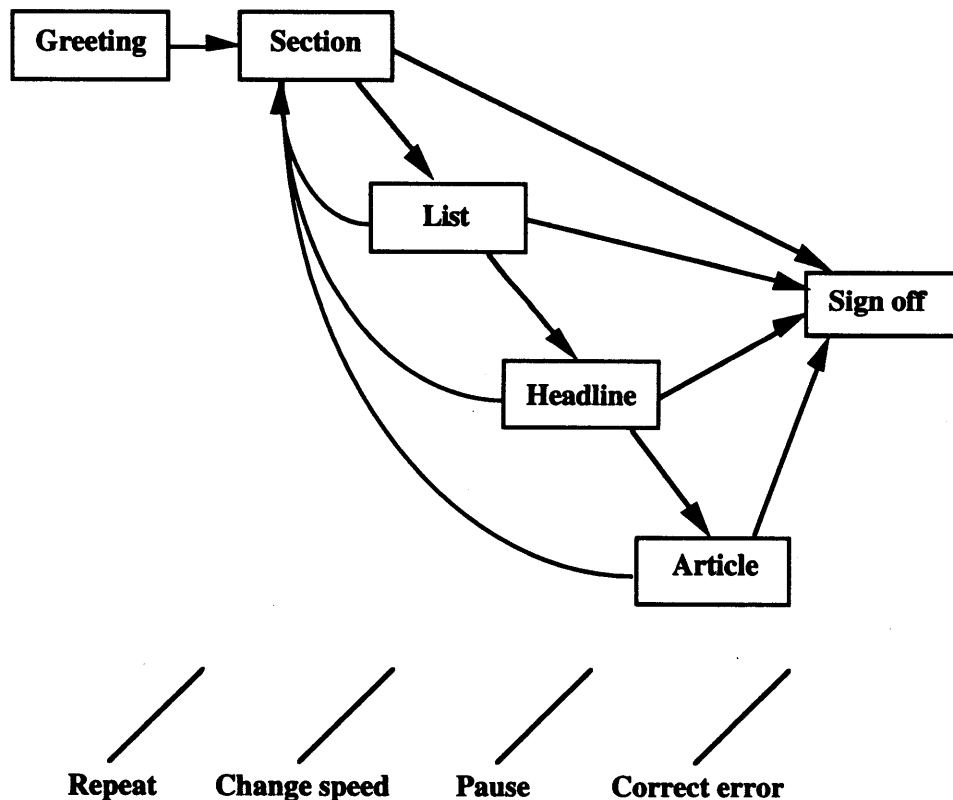 Greeting
Section
List
Sign off
Headline
Article
Repeat
Change speed
Pause
Correct error